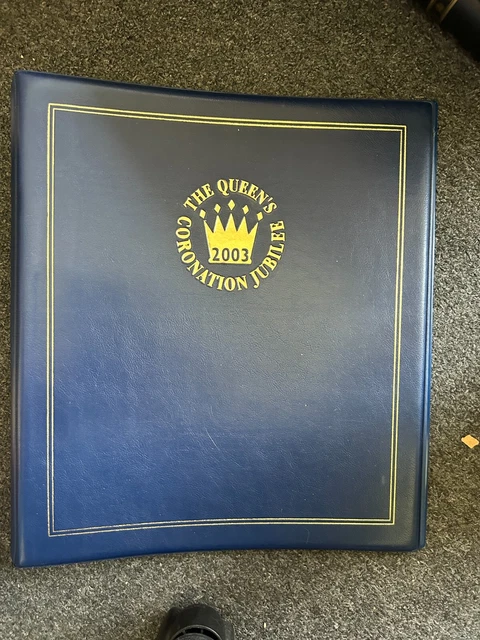 THE QUEEN'S
2003
CORONATION JUBILEE